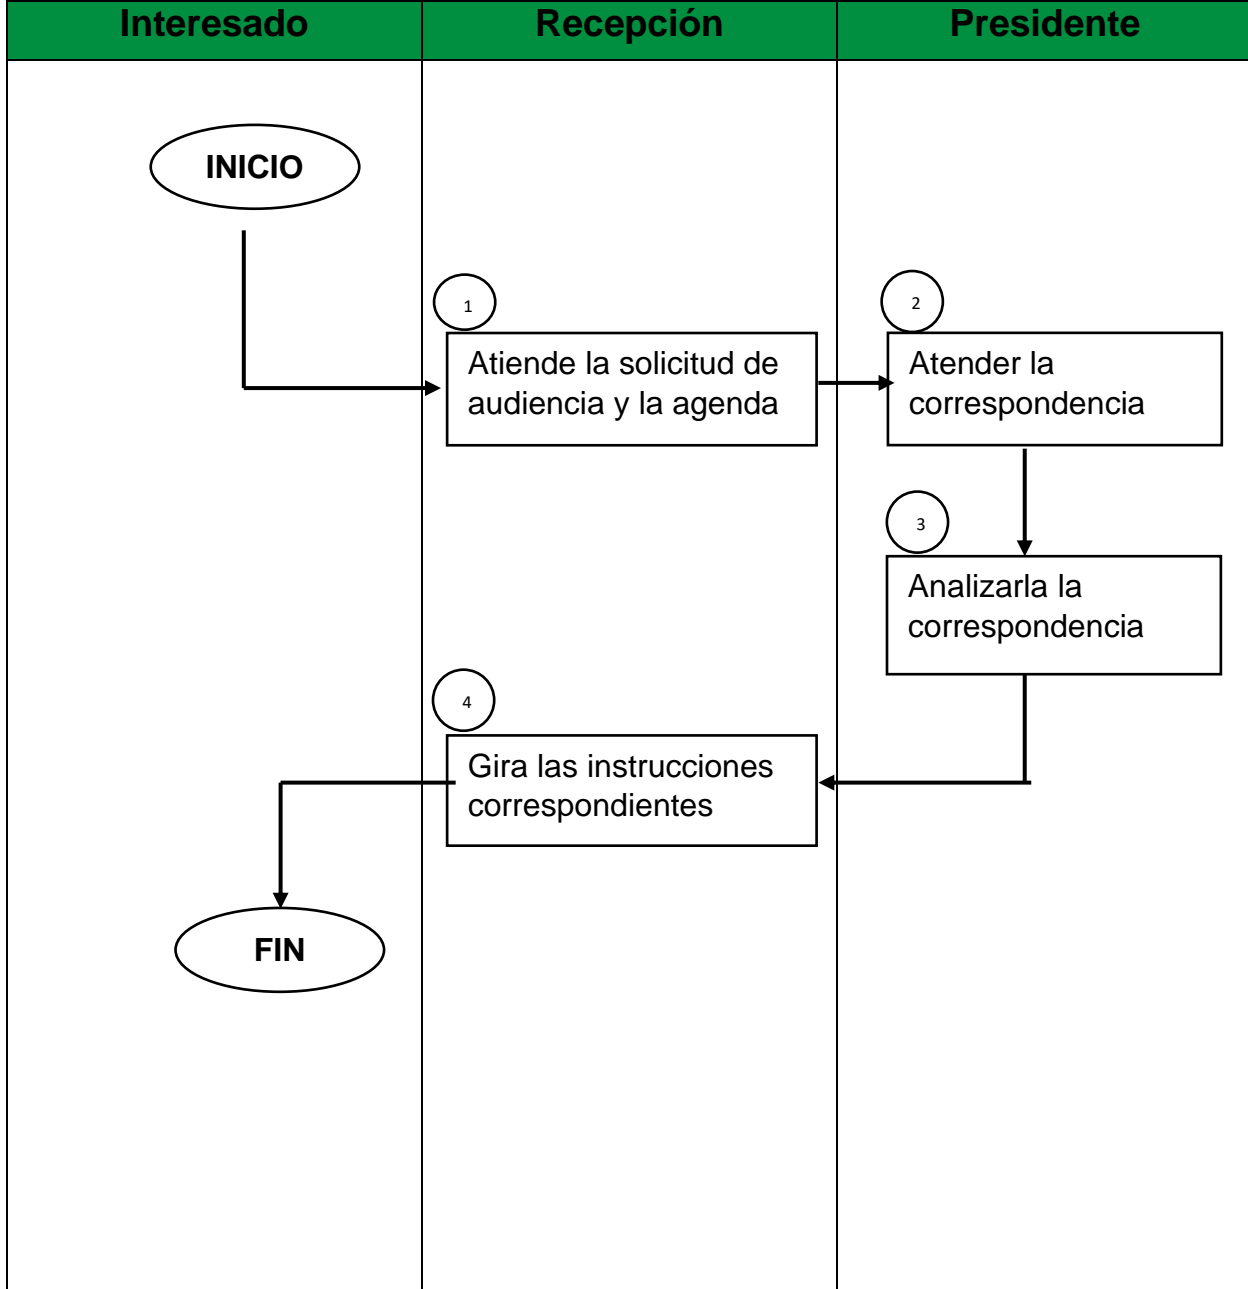 Interesado
Recepción
Presidente
INICIO
1
Atiende la solicitud de
audiencia y la agenda
2
Atender la
correspondencia
3
Analizarla la
correspondencia
4
Gira las instrucciones
correspondientes
FIN